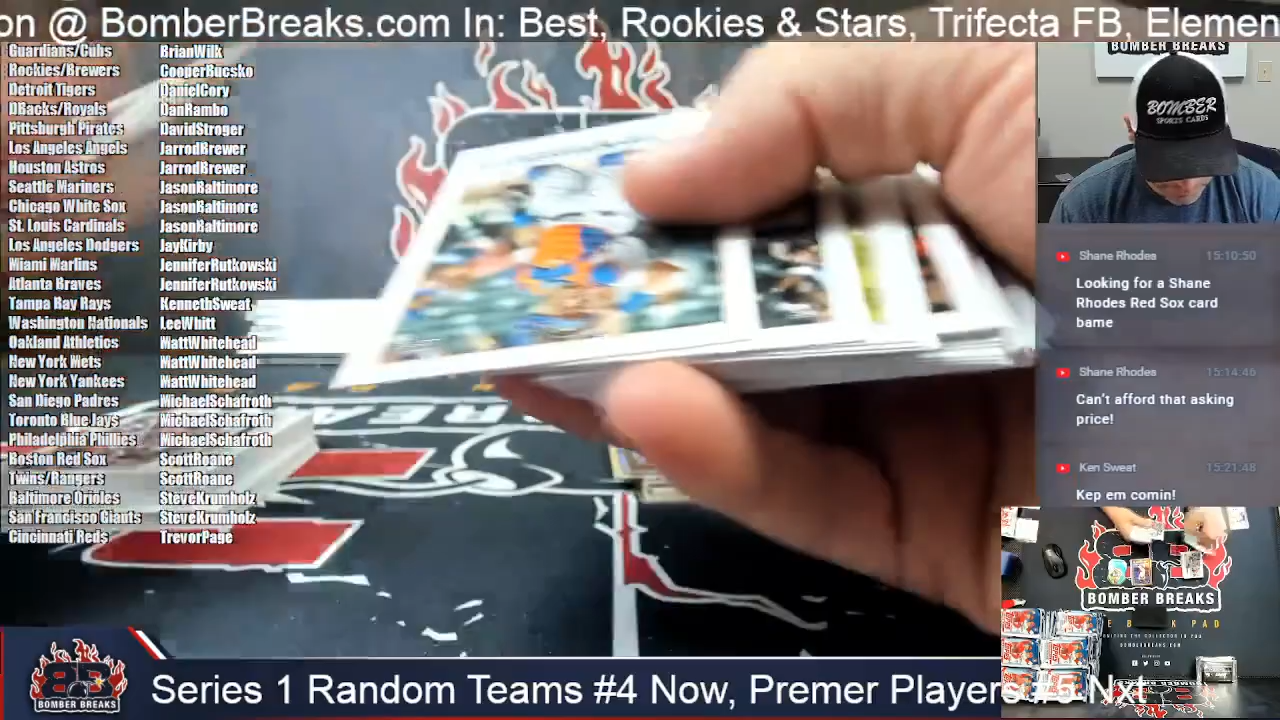 on @ BomberBreaks.com In: Best, Rookies & Stars, Trifecta FB, Elemen
Guardians/Cubs BrianWilk
Rockies/Brewers CooperBucsko
Detroit Tigers DanielCory
DBacks/Royals DanRambo
Pittsburgh Pirates DavidStroger
Los Angeles Angels JarrodBrewer
Houston Astros JarrodBrewer
Seattle Mariners JasonBaltimore
Chicago White Sox JasonBaltimore
St. Louis Cardinals JasonBaltimore
Los Angeles Dodgers JayKirby
Miami Marlins JenniferRutkowski
Atlanta Braves JenniferRutkowski
Tampa Bay Rays KennethSweat
Washington Nationals LeeWhitt
Oakland Athletics MattWhitehead
New York Mets MattWhitehead
New York Yankees MattWhitehead
San Diego Padres MichaelSchafroth
Toronto Blue Jays MichaelSchafroth
Philadelphia Phillies MichaelSchafroth
Boston Red Sox ScottRoane
Twins/Rangers ScottRoane
Baltimore Orioles SteveKrumholz
San Francisco Giants SteveKrumholz
Cincinnati Reds TrevorPage
BOMBER BREAKS
BOMBER
SPORTS CARDS
Shane Rhodes 15:10:50
Looking for a Shane
Rhodes Red Sox card
bame
Shane Rhodes 15:14:46
Can't afford that asking
price!
Ken Sweat 15:21:48
Kep em comin!
BOMBER BREAKS
PAD
BOMBER BREAKS
Series 1 Random Teams #4 Now, Premer Players #5 Nxt